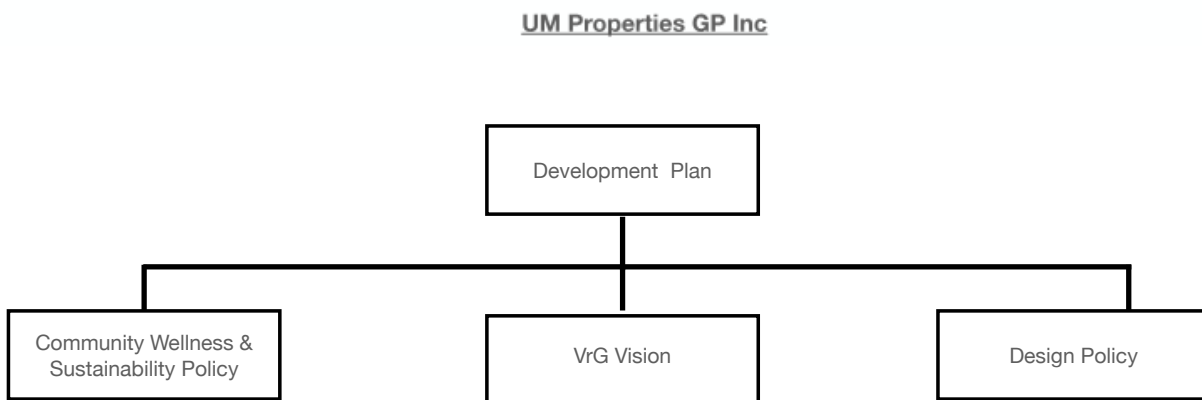 UM Properties GP Inc
Development Plan
Community Wellness &
Sustainability Policy
VrG Vision
Design Policy